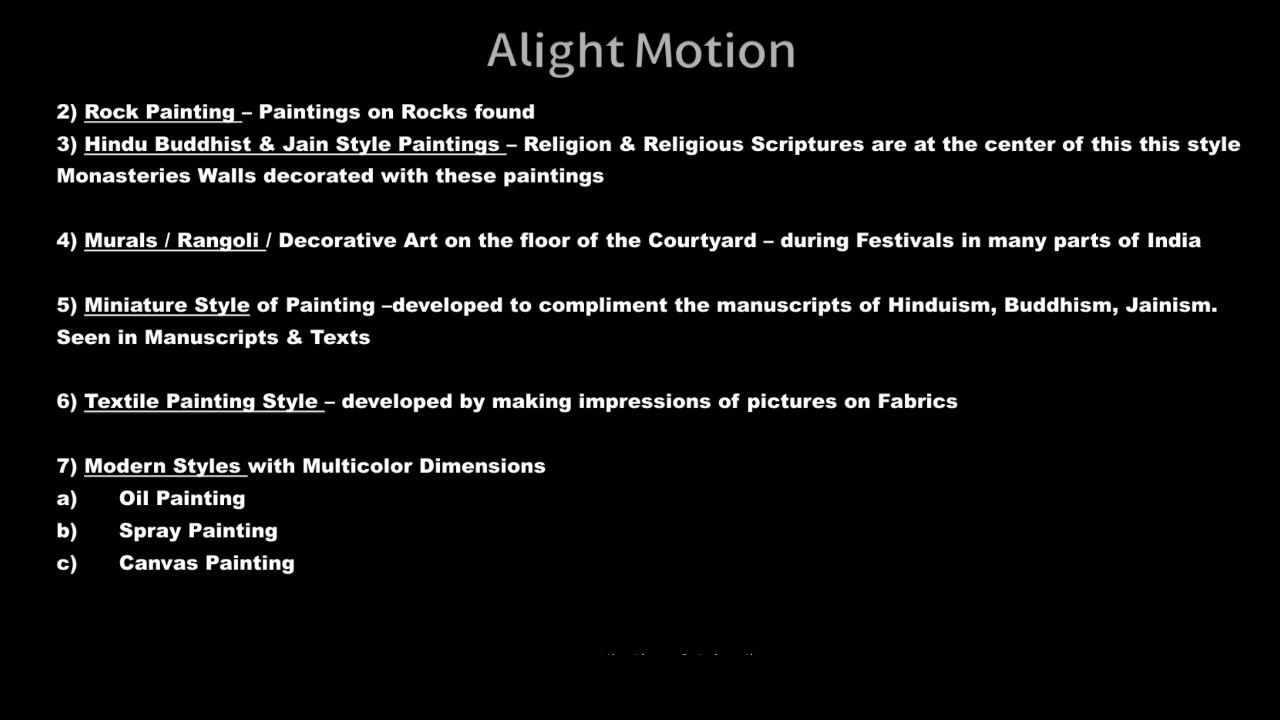 Alight Motion
2) Rock Painting – Paintings on Rocks found
3) Hindu Buddhist & Jain Style Paintings – Religion & Religious Scriptures are at the center of this this style
Monasteries Walls decorated with these paintings
4) Murals / Rangoli / Decorative Art on the floor of the Courtyard – during Festivals in many parts of India
5) Miniature Style of Painting –developed to compliment the manuscripts of Hinduism, Buddhism, Jainism.
Seen in Manuscripts & Texts
6) Textile Painting Style – developed by making impressions of pictures on Fabrics
7) Modern Styles with Multicolor Dimensions
a) Oil Painting
b) Spray Painting
c) Canvas Painting